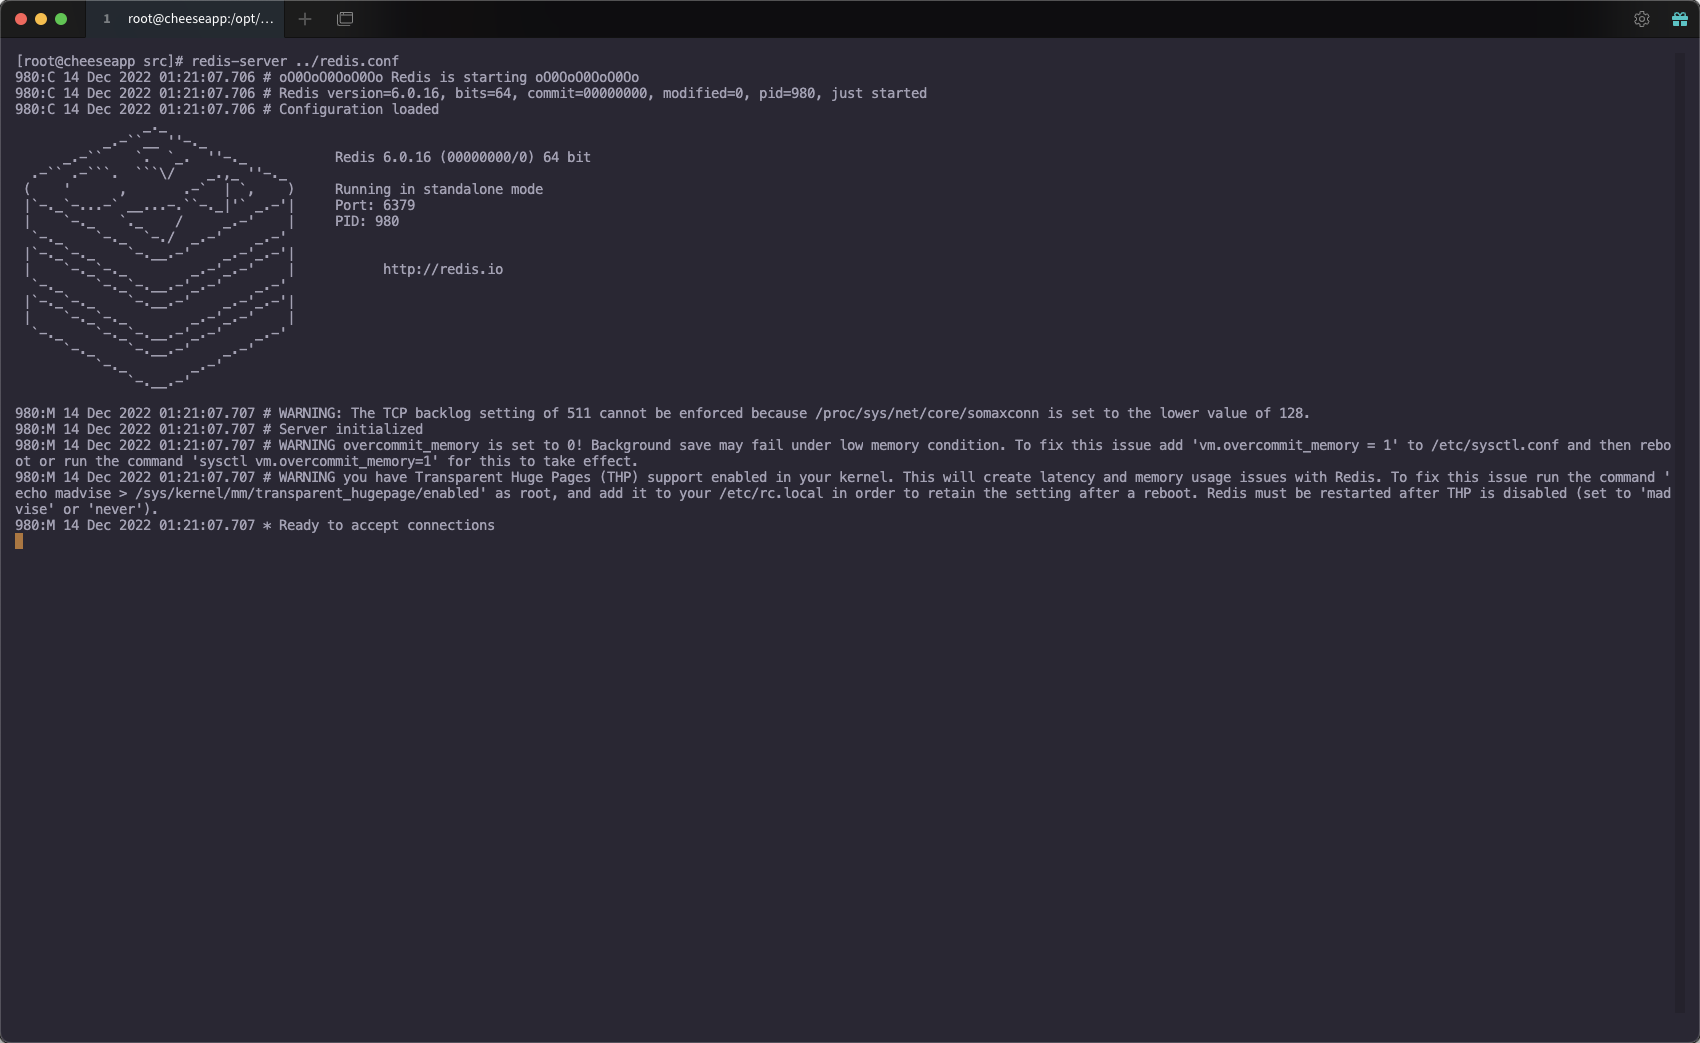 1 root@cheeseapp:/opt/...
[root@cheeseapp src]# redis-server ../redis.conf
980:C 14 Dec 2022 01:21:07.706 # oO0OoO0OoO0Oo Redis is starting oO0OoO0OoO0Oo
980:C 14 Dec 2022 01:21:07.706 # Redis version=6.0.16, bits=64, commit=00000000, modified=0, pid=980, just started
980:C 14 Dec 2022 01:21:07.706 # Configuration loaded
Redis 6.0.16 (00000000/0) 64 bit
Running in standalone mode
Port: 6379
PID: 980
http://redis.io
980:M 14 Dec 2022 01:21:07.707 # WARNING: The TCP backlog setting of 511 cannot be enforced because /proc/sys/net/core/somaxconn is set to the lower value of 128.
980:M 14 Dec 2022 01:21:07.707 # Server initialized
980:M 14 Dec 2022 01:21:07.707 # WARNING overcommit_memory is set to 0! Background save may fail under low memory condition. To fix this issue add 'vm.overcommit_memory = 1' to /etc/sysctl.conf and then rebo
ot or run the command 'sysctl vm.overcommit_memory=1' for this to take effect.
980:M 14 Dec 2022 01:21:07.707 # WARNING you have Transparent Huge Pages (THP) support enabled in your kernel. This will create latency and memory usage issues with Redis. To fix this issue run the command '
echo madvise > /sys/kernel/mm/transparent_hugepage/enabled' as root, and add it to your /etc/rc.local in order to retain the setting after a reboot. Redis must be restarted after THP is disabled (set to 'mad
vise' or 'never').
980:M 14 Dec 2022 01:21:07.707 * Ready to accept connections